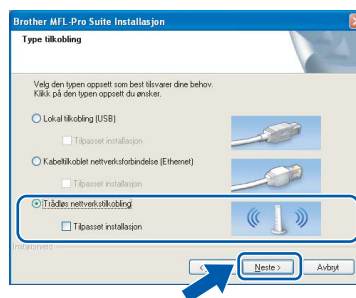 Brother MFL-Pro Suite Installasjon
Type tilkobling
Velg den typen oppsett som best tilsvarer dine behov.
Klikk på den typen oppsett du ønsker.
Lokal tilkobling (USB)
Tilpasset installasjon
Kabeltilkoblet nettverksforbindelse (Ethernet)
Tilpasset installasjon
Trådløs nettverkstilkobling
Tilpasset installasjon
InstallShield
< Neste > Avbryt